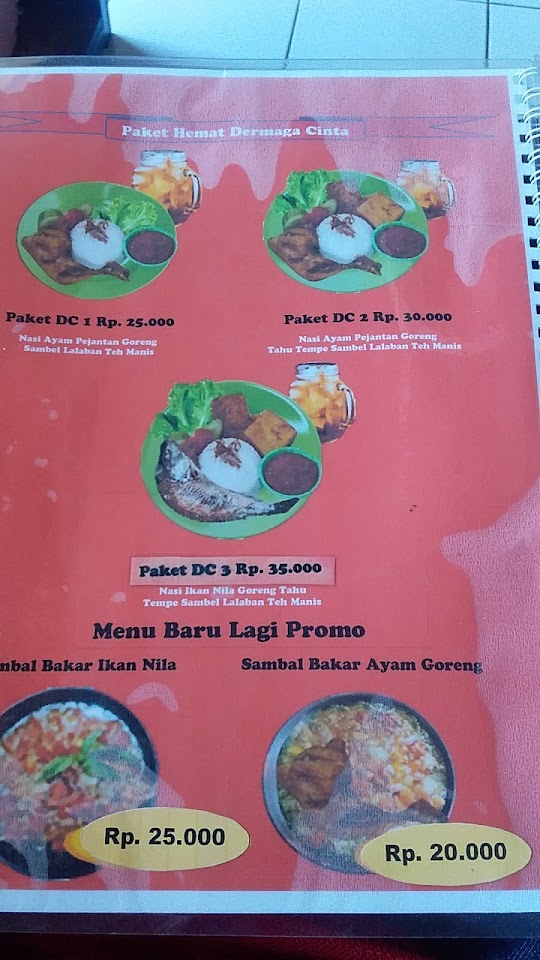 Paket Hemat Dermaga Cinta
Paket DC 1 Rp. 25.000
Nasi Ayam Pejantan Goreng
Sambel Lalaban Teh Manis
Paket DC 2 Rp. 30.000
Nasi Ayam Pejantan Goreng
Tahu Tempe Sambel Lalaban Teh Manis
Paket DC 3 Rp. 35.000
Nasi Ikan Nila Goreng Tahu
Tempe Sambel Lalaban Teh Manis
Menu Baru Lagi Promo
mbal Bakar Ikan Nila
Rp. 25.000
Sambal Bakar Ayam Goreng
Rp. 20.000